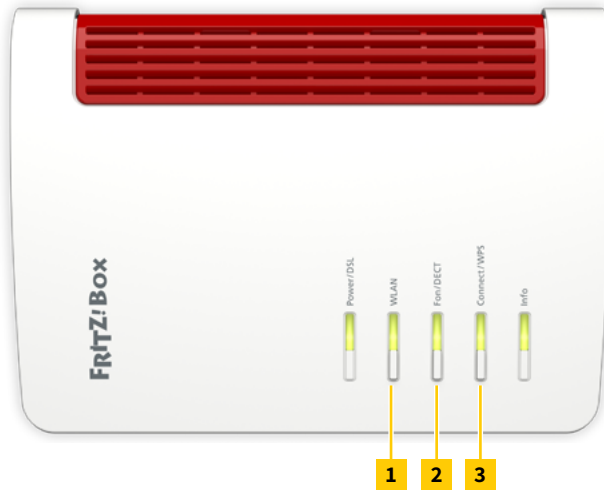 Power/DSL
WLAN
Fon/DECT
Connect/WPS
Info
FRITZ! Box
1 2 3